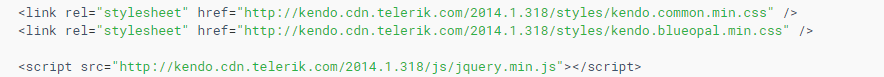 <link rel="stylesheet" href="http://kendo.cdn.telerik.com/2014.1.318/styles/kendo.common.min.css" />
<link rel="stylesheet" href="http://kendo.cdn.telerik.com/2014.1.318/styles/kendo.blueopal.min.css" />
<script src="http://kendo.cdn.telerik.com/2014.1.318/js/jquery.min.js"></script>